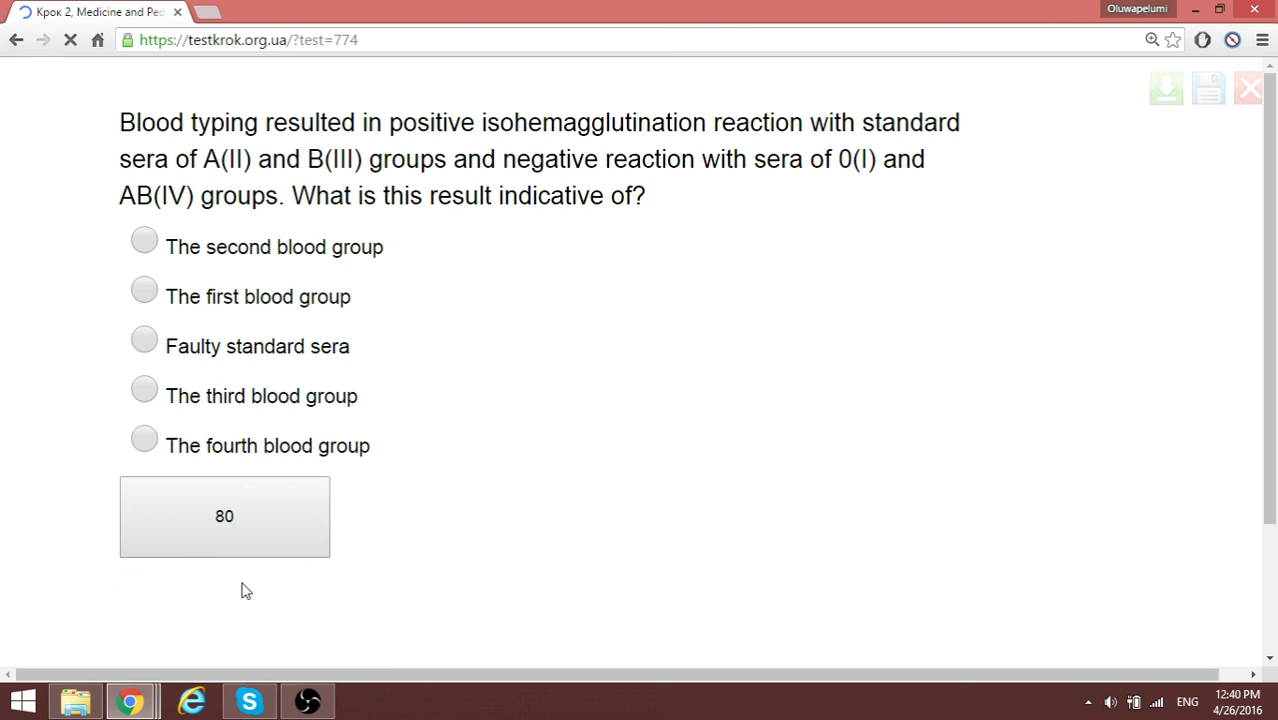 Крок 2, Medicine and Ped
Oluwapelumi
https://testkrok.org.ua/?test=774
Blood typing resulted in positive isohemagglutination reaction with standard
sera of A(II) and B(III) groups and negative reaction with sera of 0(I) and
AB(IV) groups. What is this result indicative of?
The second blood group
The first blood group
Faulty standard sera
The third blood group
The fourth blood group
80
ENG
12:40 PM
4/26/2016